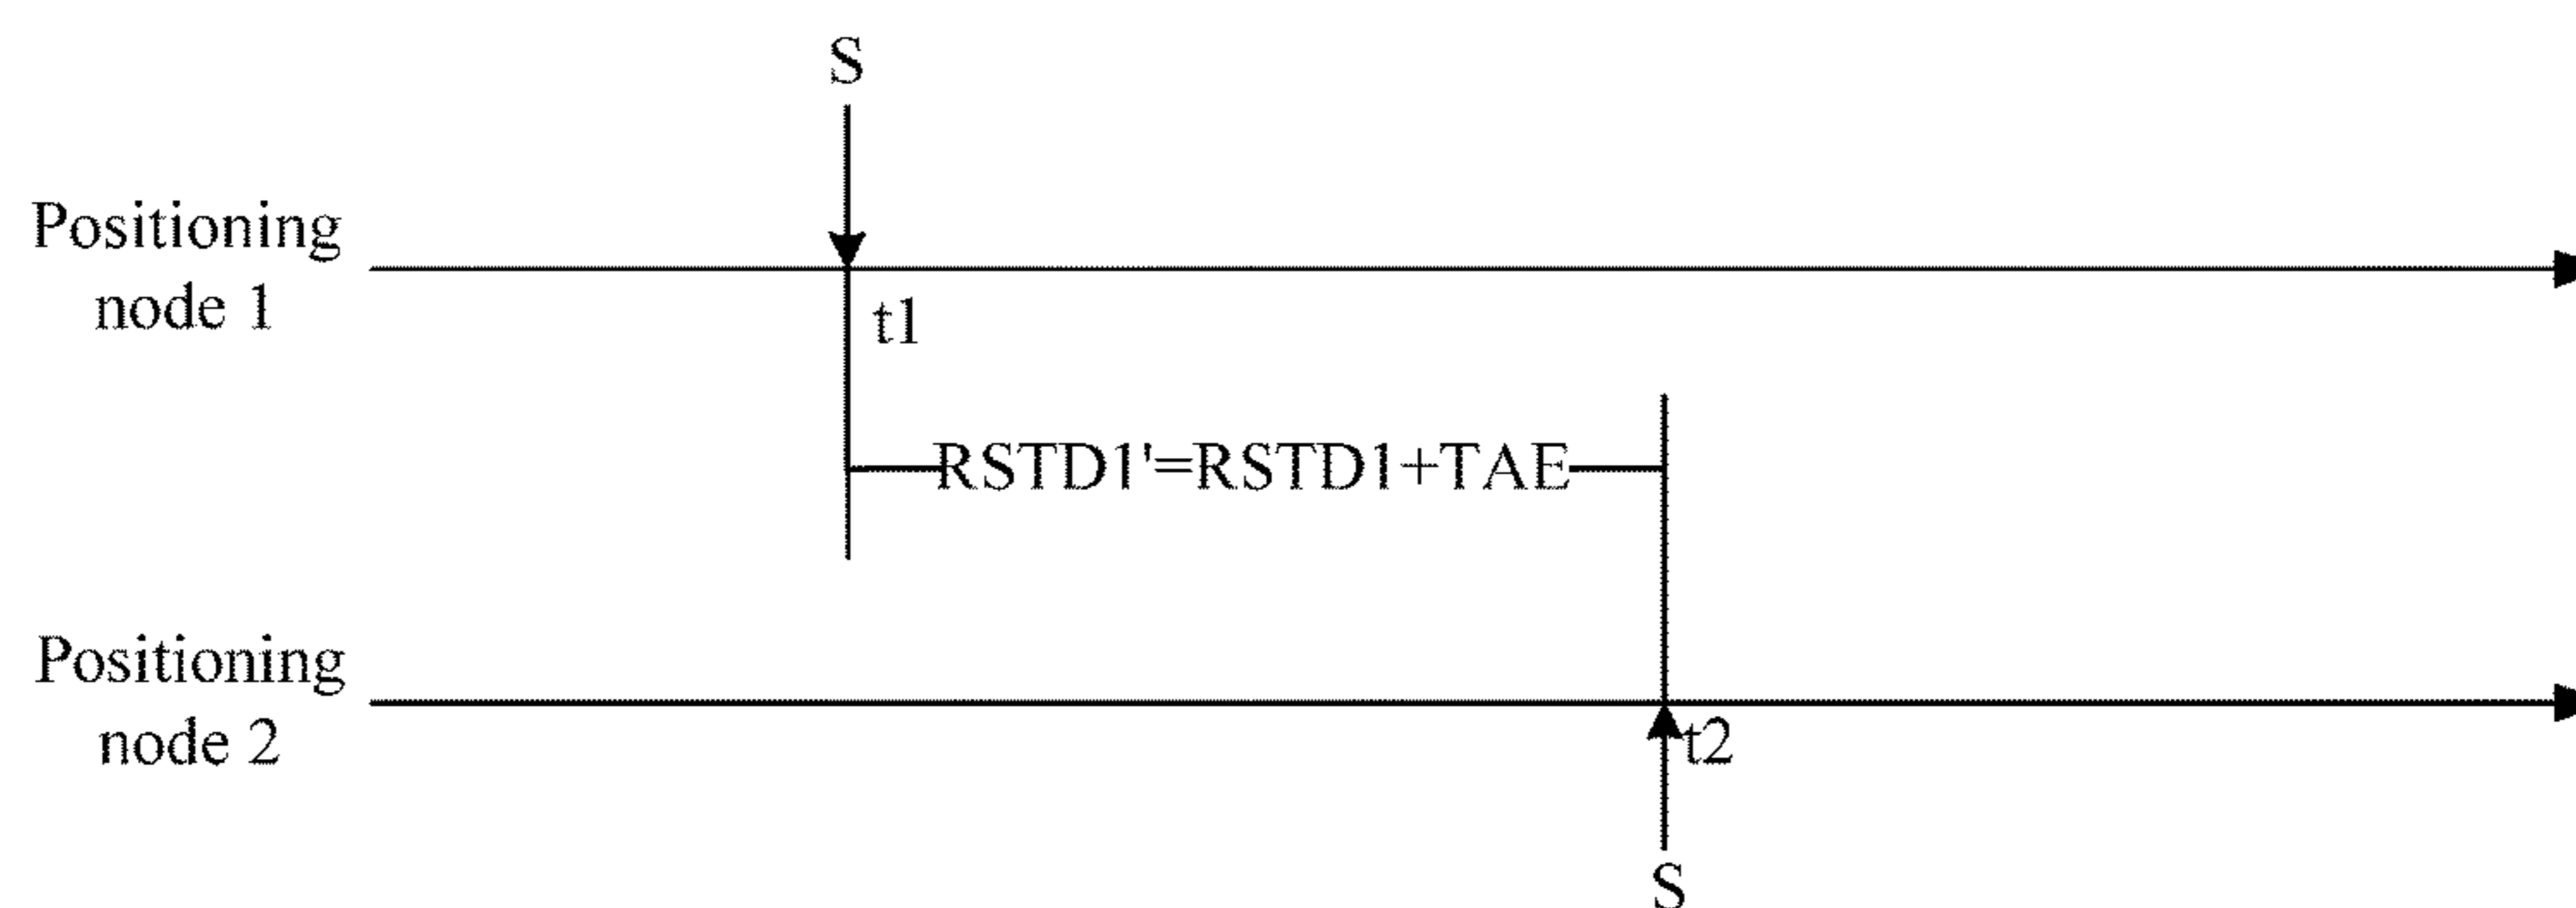 S
Positioning
node 1
t1
RSTD1'=RSTD1+TAE
Positioning
node 2
t2
S